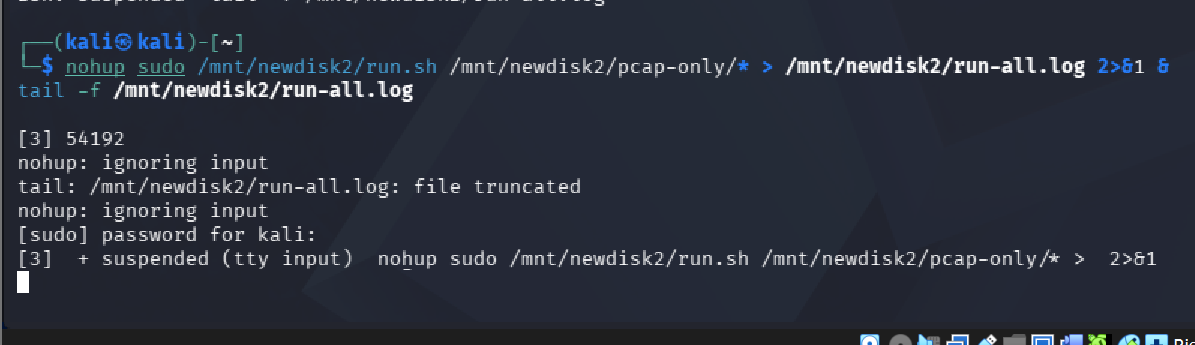 ┌──(kali㉿kali)-[~]
└─$ nohup sudo /mnt/newdisk2/run.sh /mnt/newdisk2/pcap-only/* > /mnt/newdisk2/run-all.log 2>&1 &
tail -f /mnt/newdisk2/run-all.log
[3] 54192
nohup: ignoring input
tail: /mnt/newdisk2/run-all.log: file truncated
nohup: ignoring input
[sudo] password for kali:
[3]  + suspended (tty input)  nohup sudo /mnt/newdisk2/run.sh /mnt/newdisk2/pcap-only/* >  2>&1